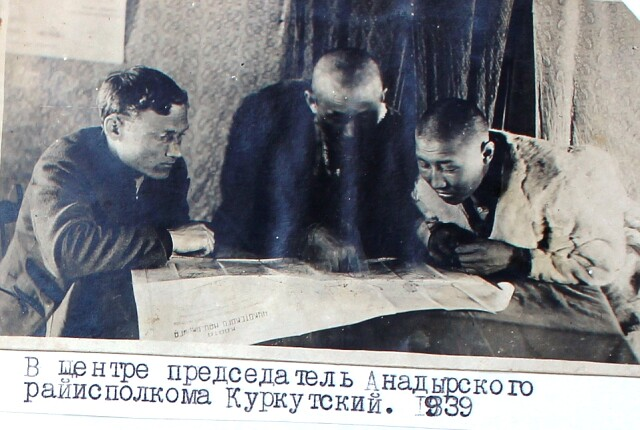 В центре председатель Анадырского
райисполкома Куркутский. 1939